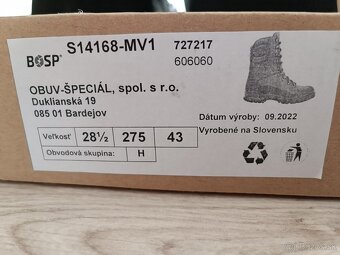 BOSP®
S14168-MV1
727217
606060
OBUV-ŠPECIÁL, spol. s r.o.
Duklianská 19
085 01 Bardejov
Dátum výroby: 09.2022
Vyrobené na Slovensku
Veľkosť 28½ 275 43
Obvodová skupina: H